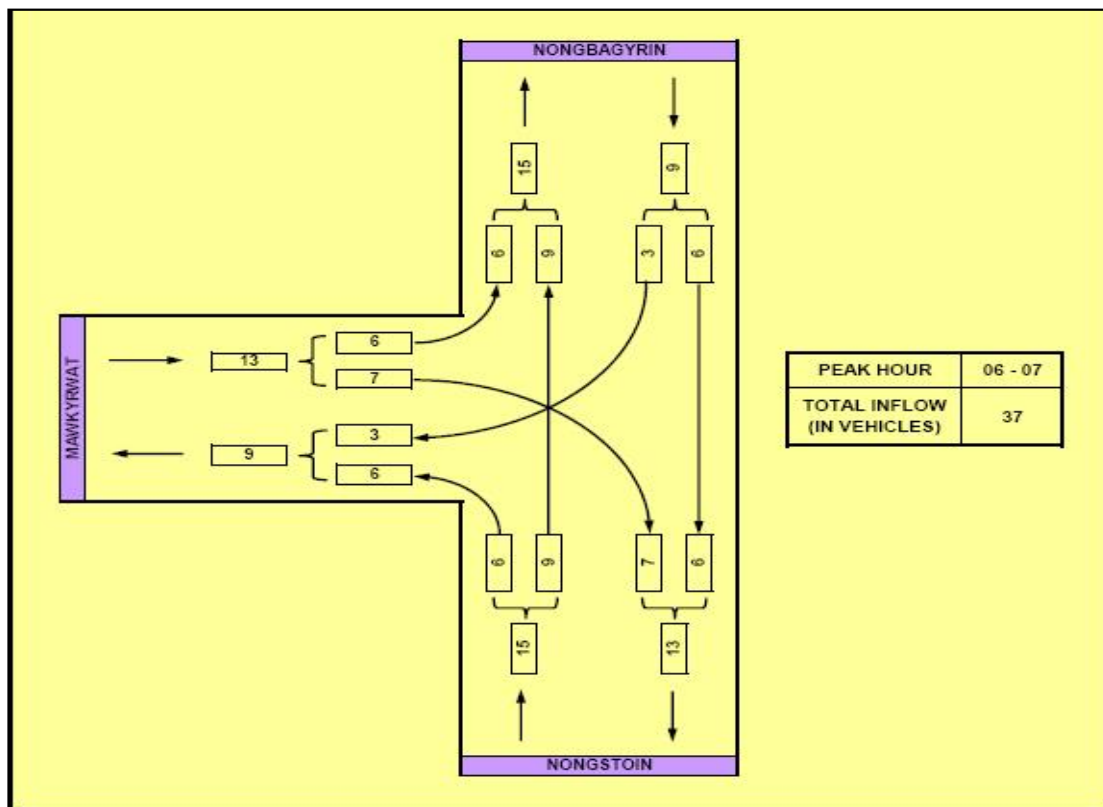 NONGBAGYRIN
15
9
6 9
3 6
MAWKYRWAT
13
6
7
9
3
6
PEAK HOUR 06 - 07
TOTAL INFLOW
(IN VEHICLES) 37
6 9
7 6
15
13
NONGSTOIN